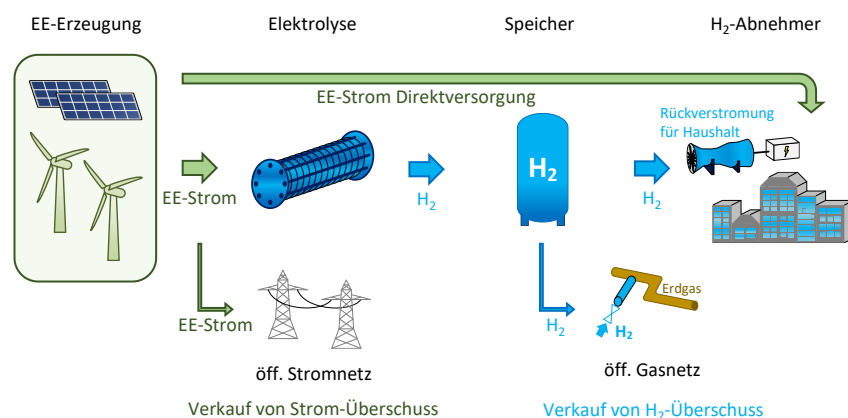 EE-Erzeugung
Elektrolyse
Speicher
H₂-Abnehmer
EE-Strom Direktversorgung
Rückverstromung
für Haushalt
H₂
EE-Strom
H₂
H₂
EE-Strom
Erdgas
H₂
H₂
öff. Stromnetz
öff. Gasnetz
Verkauf von Strom-Überschuss
Verkauf von H₂-Überschuss